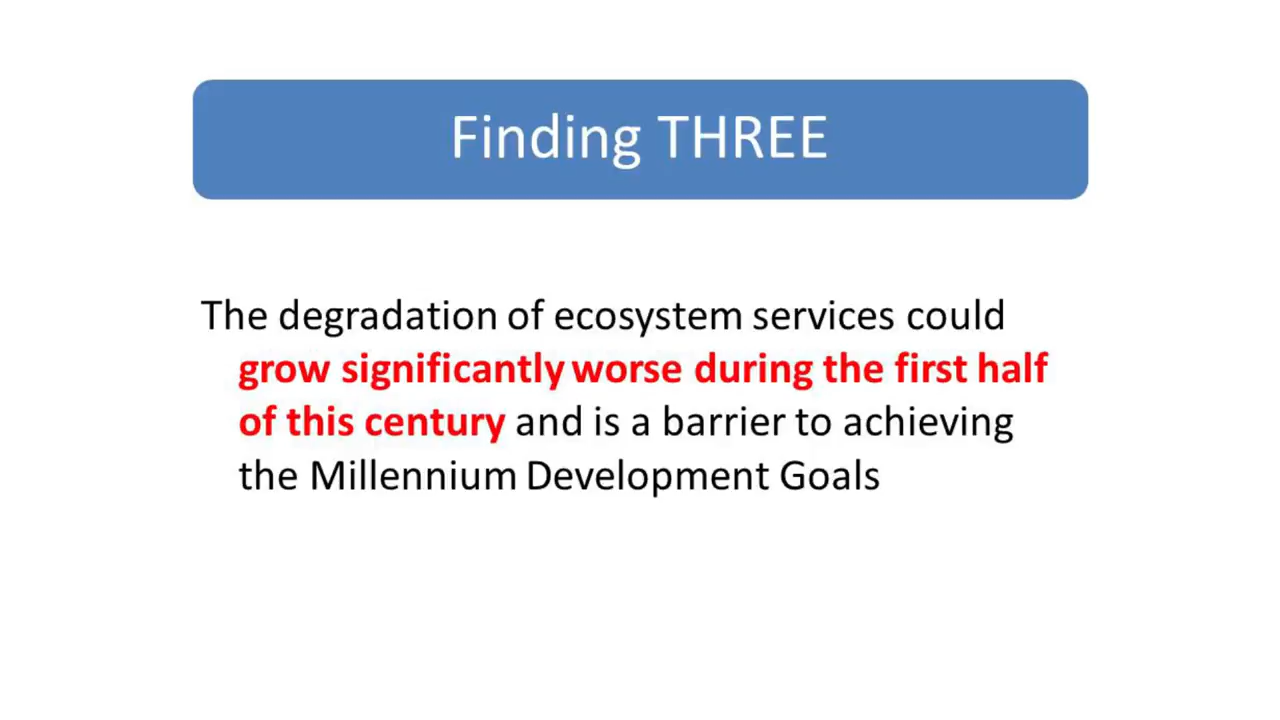 Finding THREE
The degradation of ecosystem services could
grow significantly worse during the first half
of this century and is a barrier to achieving
the Millennium Development Goals